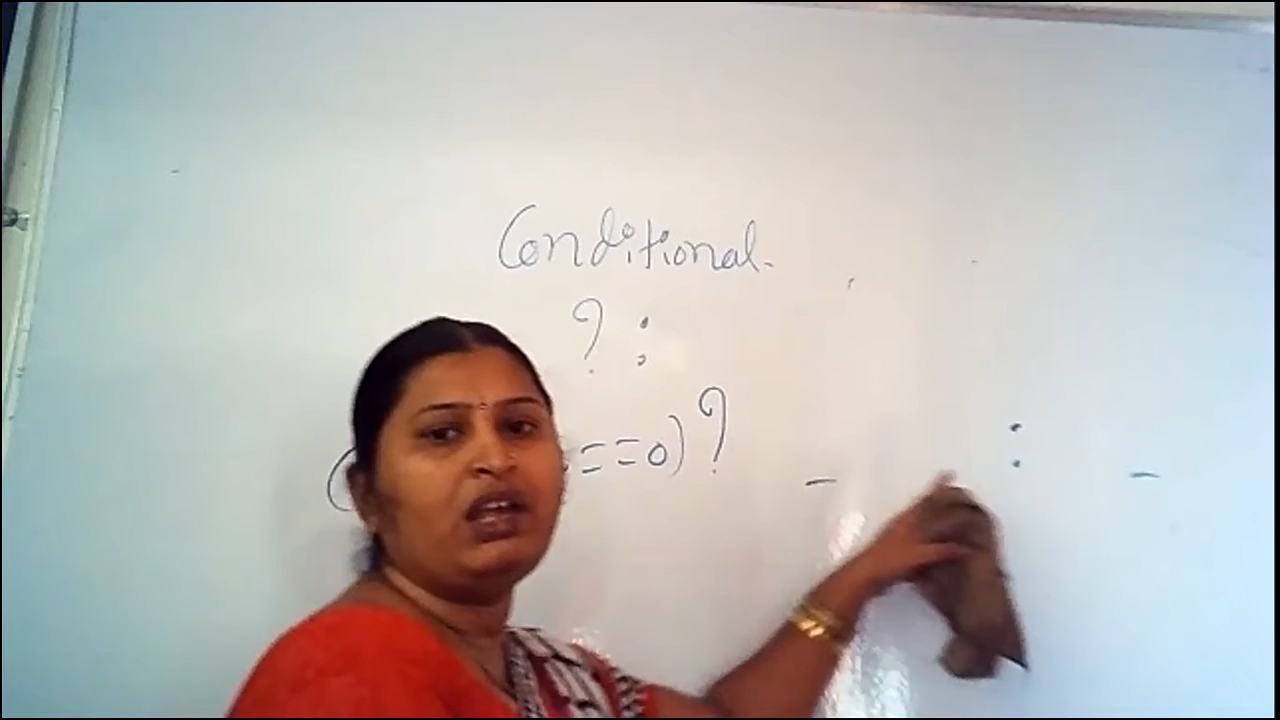 Conditional.
? :
( ==0) ? _ : _